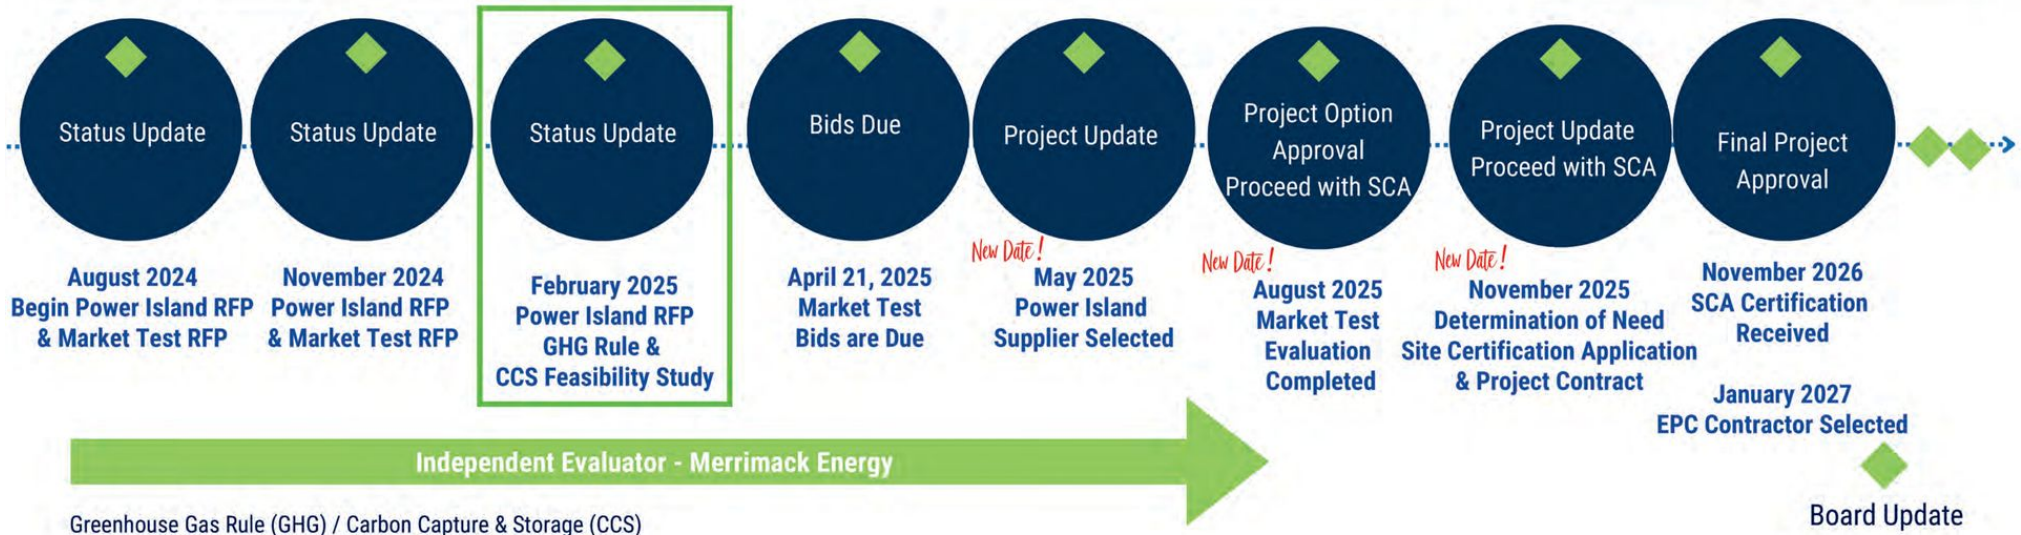 Status Update
August 2024
Begin Power Island RFP
& Market Test RFP
Status Update
November 2024
Power Island RFP
& Market Test RFP
Status Update
February 2025
Power Island RFP
GHG Rule &
CCS Feasibility Study
Bids Due
April 21, 2025
Market Test
Bids are Due
Project Update
New Date!
May 2025
Power Island
Supplier Selected
Project Option
Approval
Proceed with SCA
New Date!
August 2025
Market Test
Evaluation
Completed
Project Update
Proceed with SCA
New Date!
November 2025
Determination of Need
Site Certification Application
& Project Contract
Final Project
Approval
November 2026
SCA Certification
Received
January 2027
EPC Contractor Selected
Independent Evaluator - Merrimack Energy
Greenhouse Gas Rule (GHG) / Carbon Capture & Storage (CCS)
Board Update